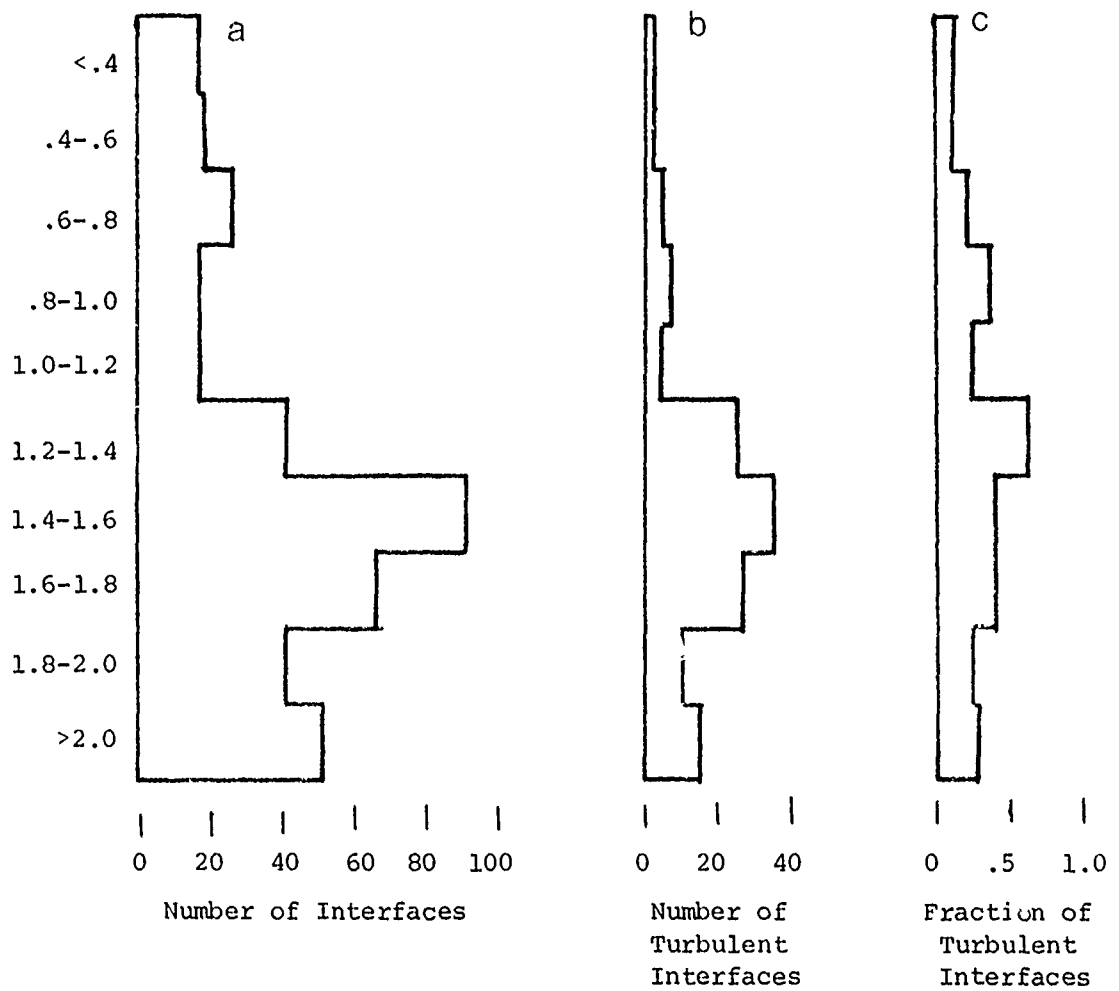 a
b
c
<.4
.4-.6
.6-.8
.8-1.0
1.0-1.2
1.2-1.4
1.4-1.6
1.6-1.8
1.8-2.0
>2.0
0 20 40 60 80 100
0 20 40
0 .5 1.0
Number of Interfaces
Number of
Turbulent
Interfaces
Fraction of
Turbulent
Interfaces